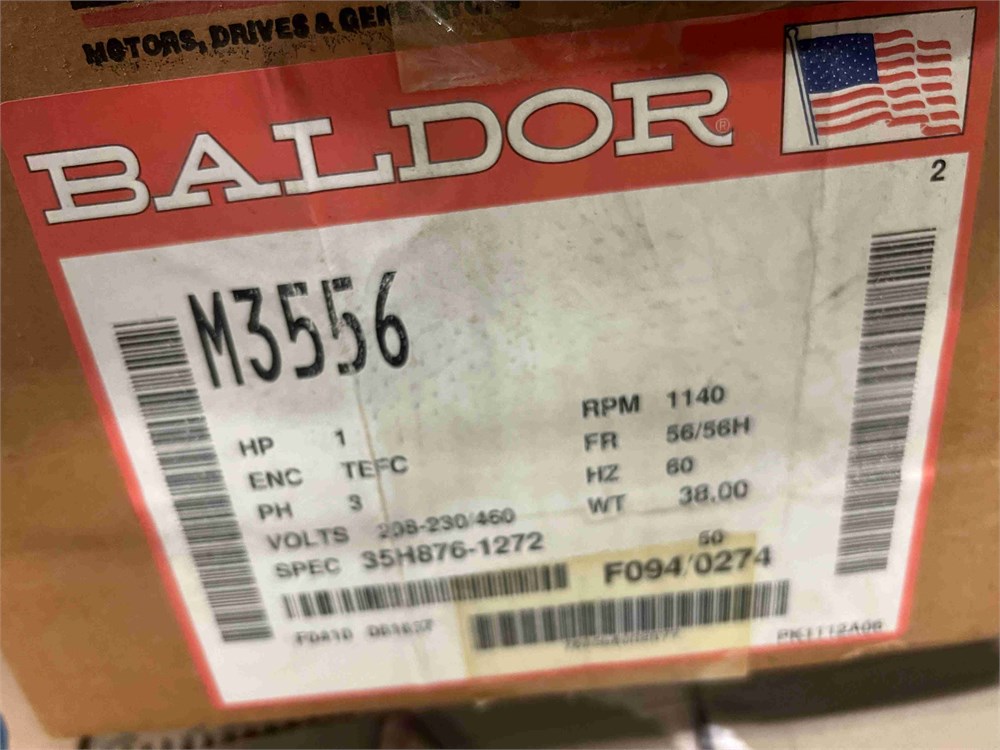 MOTORS, DRIVES & GENERATORS
BALDOR®
2
M3556
HP 1
ENC TEFC
PH 3
VOLTS 208-230/460
SPEC 35H876-1272
RPM 1140
FR 56/56H
HZ 60
WT 38.00
50
F094/0274
F0410
PK1112A06